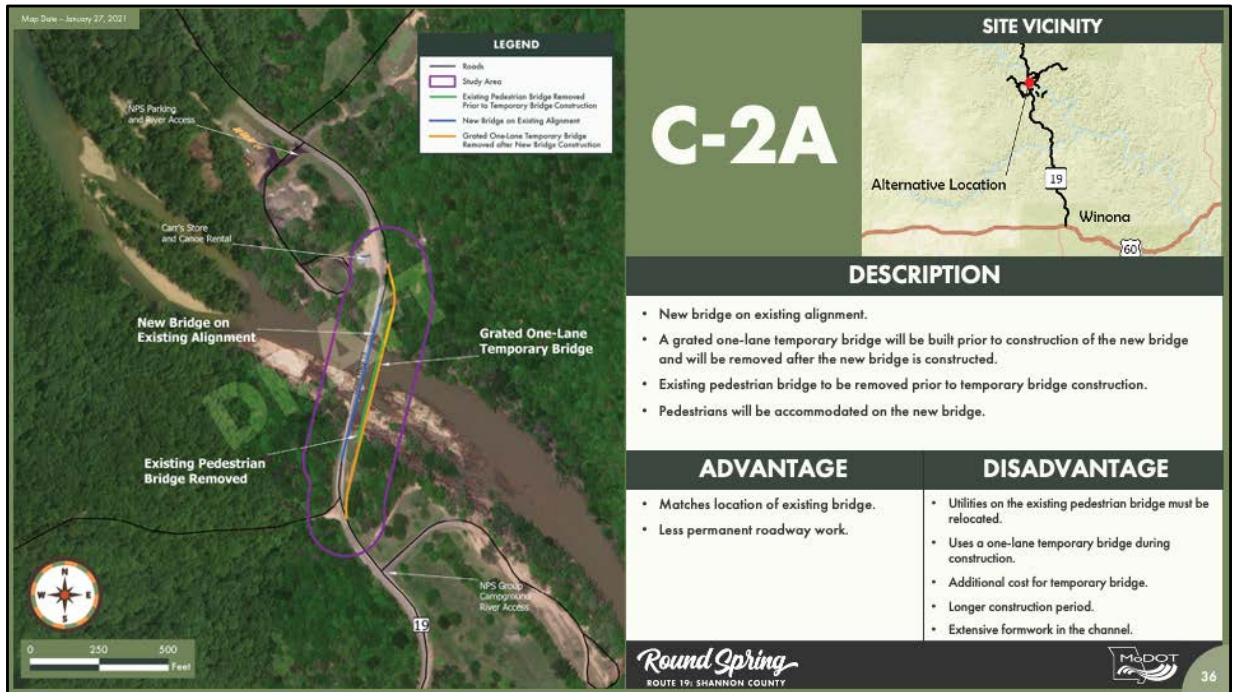 Map Date – January 27, 2021
LEGEND
Roads
Study Area
Existing Pedestrian Bridge Removed
Prior to Temporary Bridge Construction
New Bridge on Existing Alignment
Grated One-Lane Temporary Bridge
Removed after New Bridge Construction
NPS Parking
and River Access
Carr's Store
and Canoe Rental
New Bridge on
Existing Alignment
Grated One-Lane
Temporary Bridge
Existing Pedestrian
Bridge Removed
NPS Group
Campground
River Access
19
N
W E
S
0 250 500
Feet
C-2A
SITE VICINITY
Alternative Location
19
Winona
60
DESCRIPTION
• New bridge on existing alignment.
• A grated one-lane temporary bridge will be built prior to construction of the new bridge
and will be removed after the new bridge is constructed.
• Existing pedestrian bridge to be removed prior to temporary bridge construction.
• Pedestrians will be accommodated on the new bridge.
ADVANTAGE
• Matches location of existing bridge.
• Less permanent roadway work.
DISADVANTAGE
• Utilities on the existing pedestrian bridge must be
relocated.
• Uses a one-lane temporary bridge during
construction.
• Additional cost for temporary bridge.
• Longer construction period.
• Extensive formwork in the channel.
Round Spring
ROUTE 19: SHANNON COUNTY
MoDOT
36